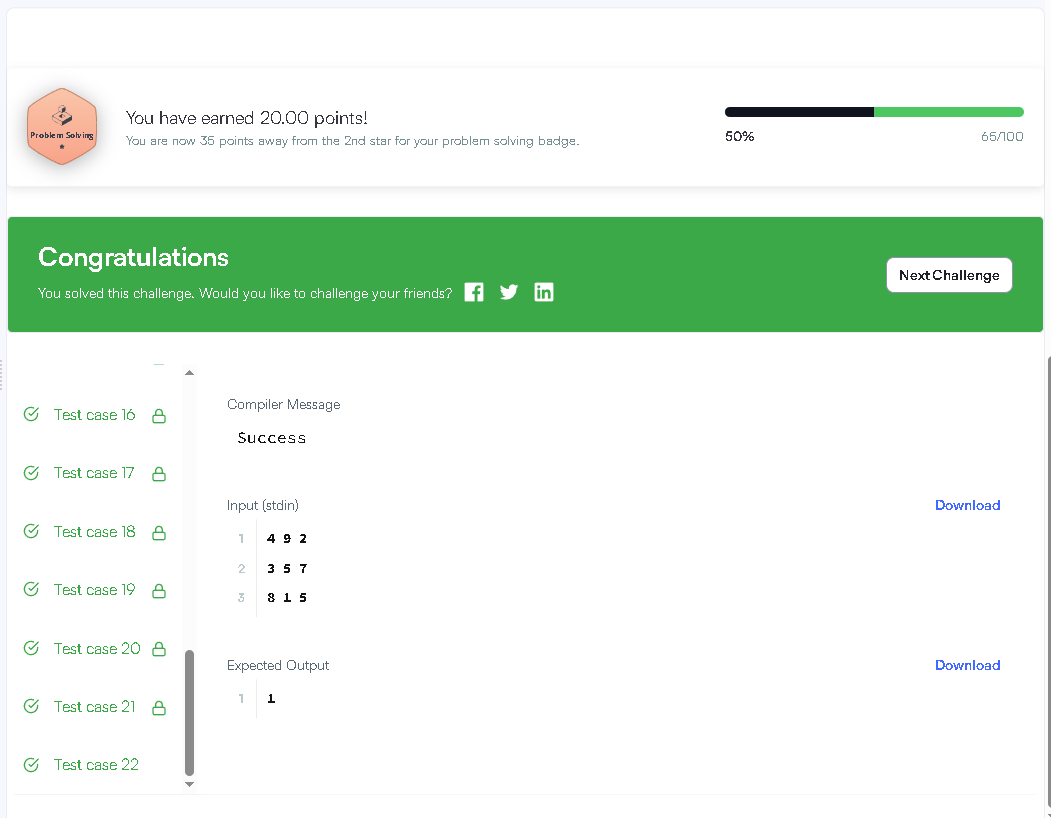 Problem Solving
You have earned 20.00 points!
You are now 35 points away from the 2nd star for your problem solving badge.
50%
65/100
Congratulations
You solved this challenge. Would you like to challenge your friends?
Next Challenge
Test case 16
Test case 17
Test case 18
Test case 19
Test case 20
Test case 21
Test case 22
Compiler Message
Success
Input (stdin)
Download
1 4 9 2
2 3 5 7
3 8 1 5
Expected Output
Download
1 1